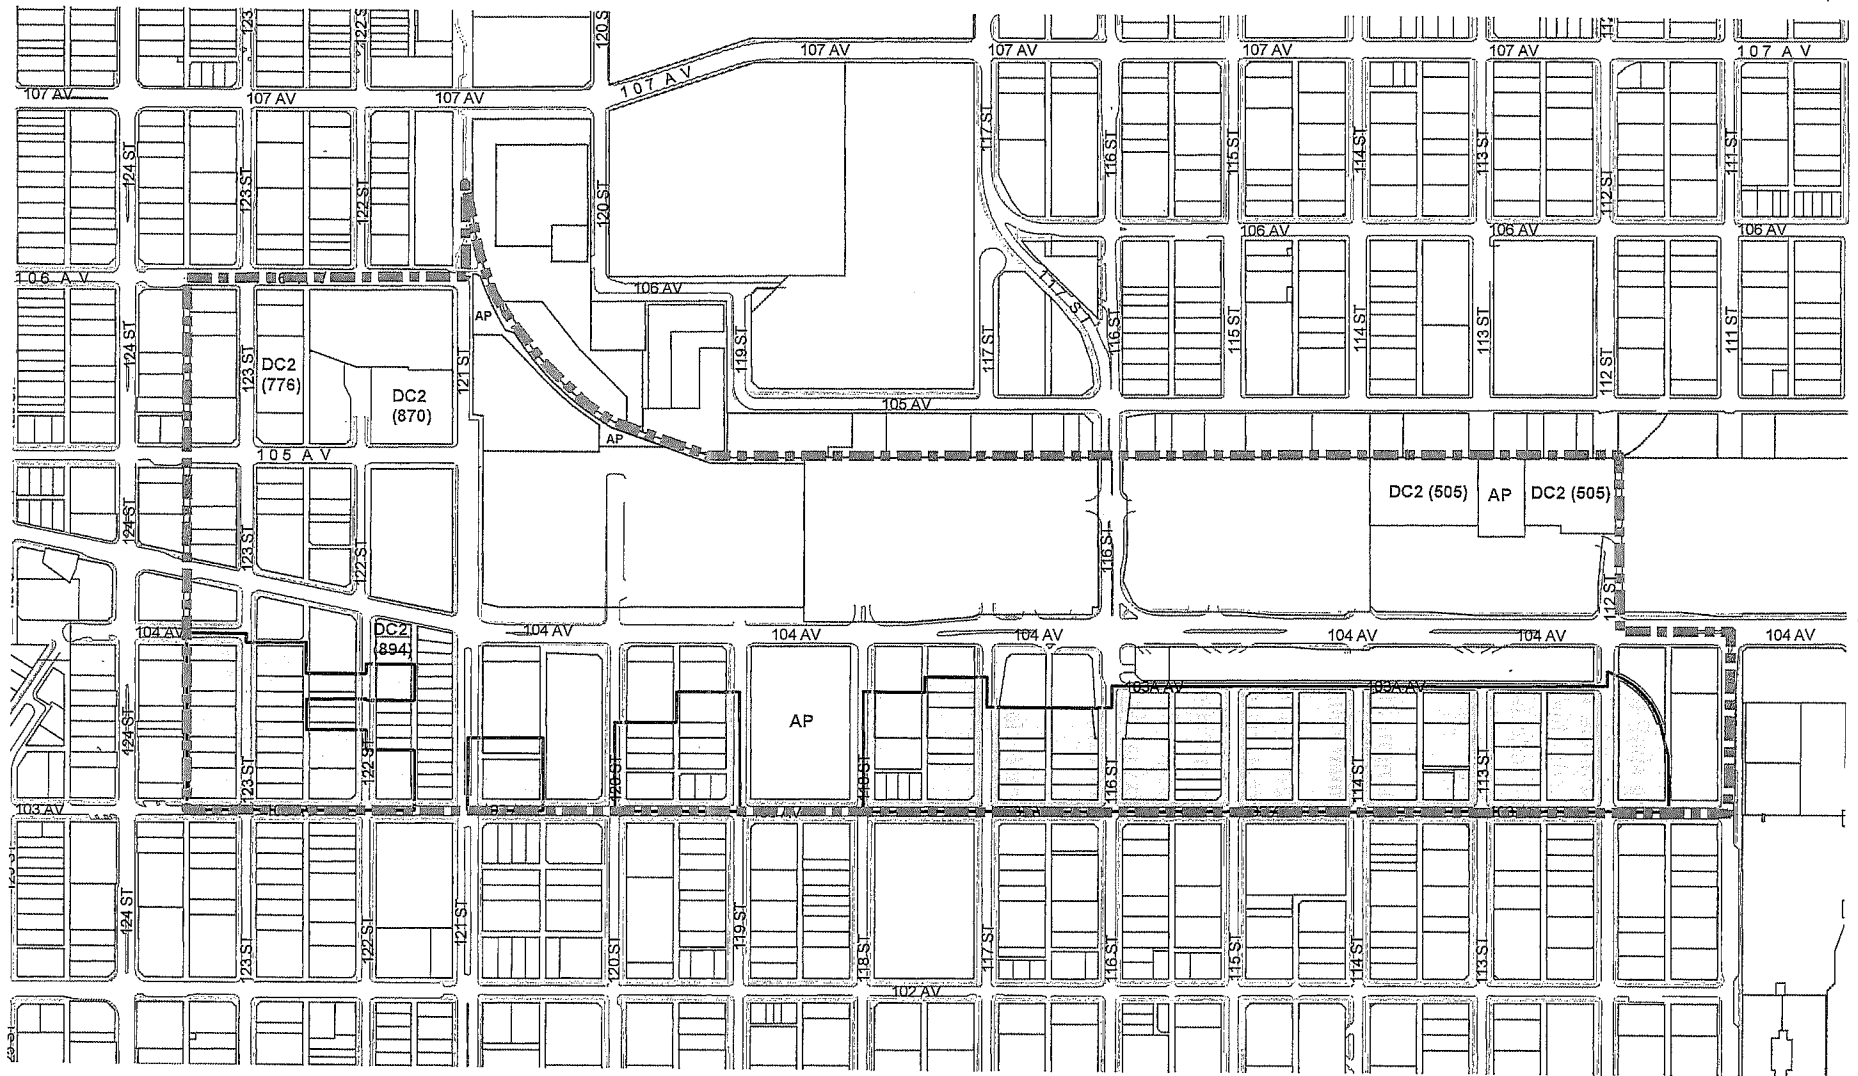 107 AV
107 AV
107 AV
107 AV
107 AV
107 AV
107 AV
107 AV
107 AV
123
122 S
120 S
124 ST
123 ST
122 ST
120 ST
117 ST
116 ST
115 ST
114 ST
113 ST
112 ST
111 ST
106 AV
106 AV
106 AV
106 AV
106 AV
117 ST
124 ST
123 ST
DC2
(776)
DC2
(870)
121 ST
AP
AP
119 ST
117 ST
116 ST
115 ST
114 ST
113 ST
112 ST
111 ST
105 AV
105 AV
124 ST
123 ST
122 ST
116 ST
DC2 (505)
AP
DC2 (505)
112 ST
104 AV
DC2
(894)
104 AV
104 AV
104 AV
104 AV
104 AV
104 AV
103A AV
103A AV
124 ST
123 ST
122 ST
120 ST
AP
118 ST
116 ST
114 ST
113 ST
103 AV
124 ST
123 ST
122 ST
121 ST
120 ST
119 ST
118 ST
117 ST
116 ST
115 ST
114 ST
113 ST
102 AV